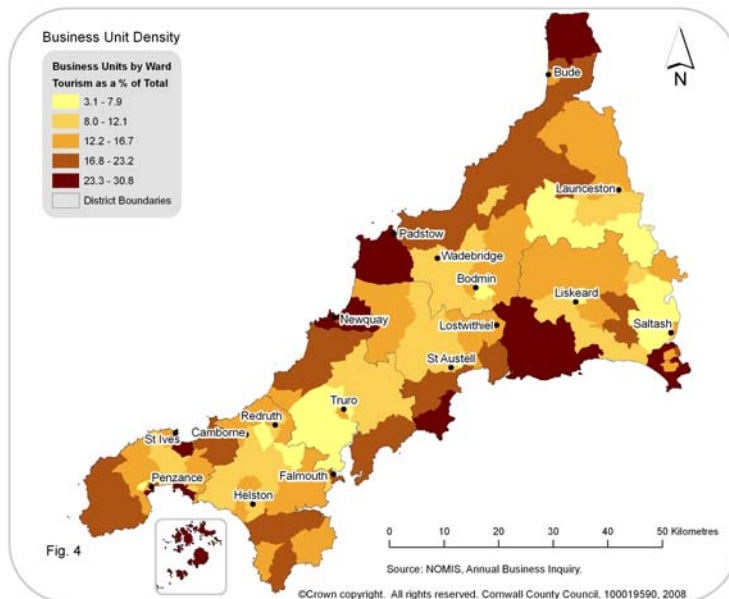 Business Unit Density
Business Units by Ward
Tourism as a % of Total
3.1 - 7.9
8.0 - 12.1
12.2 - 16.7
16.8 - 23.2
23.3 - 30.8
District Boundaries
N
Bude
Launceston
Padstow
Wadebridge
Bodmin
Liskeard
Newquay
Lostwithiel
Saltash
St Austell
Truro
Redruth
Camborne
St Ives
Penzance
Falmouth
Helston
Fig. 4
0 10 20 30 40 50 Kilometres
Source: NOMIS, Annual Business Inquiry.
©Crown copyright. All rights reserved. Cornwall County Council, 100019590, 2008